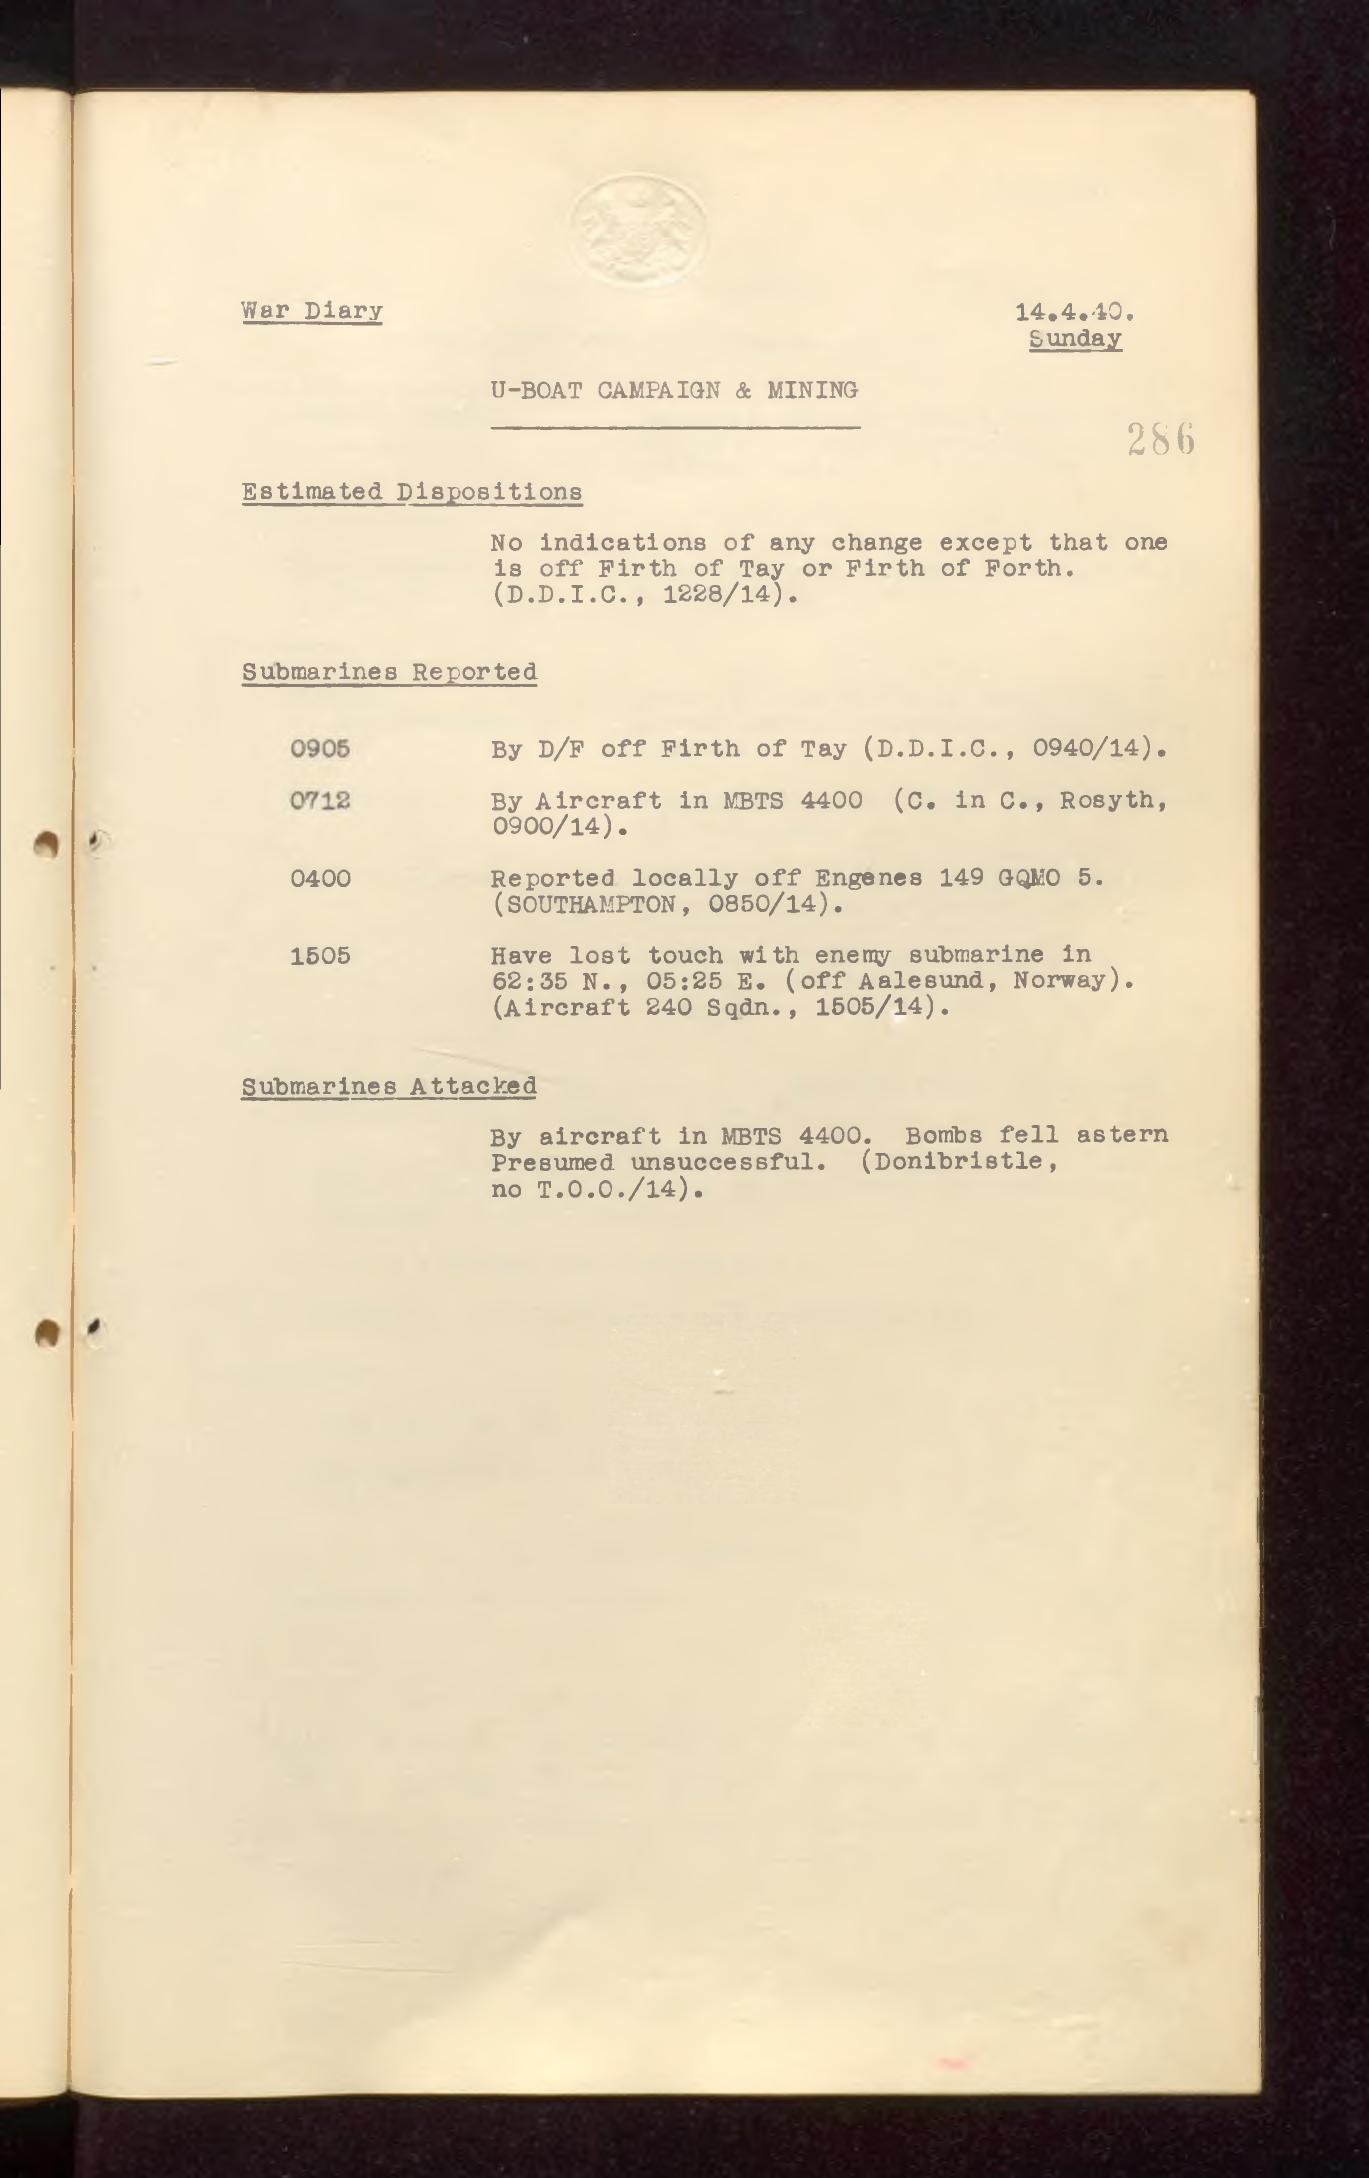 War Diary 14.4.40.
Sunday
U-BOAT CAMPAIGN & MINING
286
Estimated Dispositions
No indications of any change except that one
is off Firth of Tay or Firth of Forth.
(D.D.I.C., 1228/14).
Submarines Reported
0905 By D/F off Firth of Tay (D.D.I.C., 0940/14).
0712 By Aircraft in MBTS 4400 (C. in C., Rosyth,
0900/14).
0400 Reported locally off Engenes 149 GQMO 5.
(SOUTHAMPTON, 0850/14).
1505 Have lost touch with enemy submarine in
62:35 N., 05:25 E. (off Aalesund, Norway).
(Aircraft 240 Sqdn., 1505/14).
Submarines Attacked
By aircraft in MBTS 4400. Bombs fell astern
Presumed unsuccessful. (Donibristle,
no T.O.O./14).